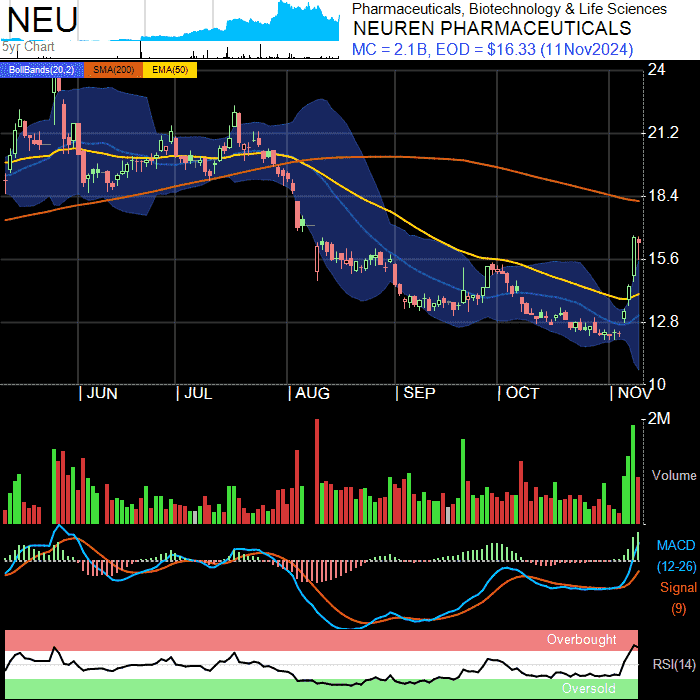 NEU
5yr Chart
Pharmaceuticals, Biotechnology & Life Sciences
NEUREN PHARMACEUTICALS
MC = 2.1B, EOD = $16.33 (11Nov2024)
BollBands(20,2) SMA(200) EMA(50)
24
21.2
18.4
15.6
12.8
10
JUN JUL AUG SEP OCT NOV
2M
Volume
MACD
(12-26)
Signal
(9)
Overbought
RSI(14)
Oversold